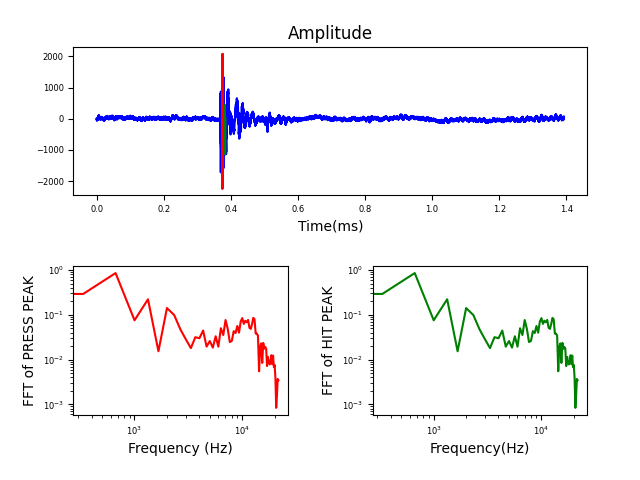 Amplitude
2000
1000
0
−1000
−2000
0.0 0.2 0.4 0.6 0.8 1.0 1.2 1.4
Time(ms)
FFT of PRESS PEAK
10⁰
10⁻¹
10⁻²
10⁻³
10³ 10⁴
Frequency (Hz)
FFT of HIT PEAK
10⁰
10⁻¹
10⁻²
10⁻³
10³ 10⁴
Frequency(Hz)